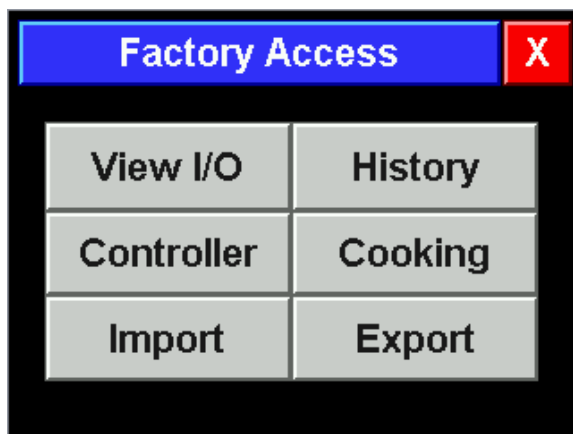 Factory Access X
View I/O History
Controller Cooking
Import Export